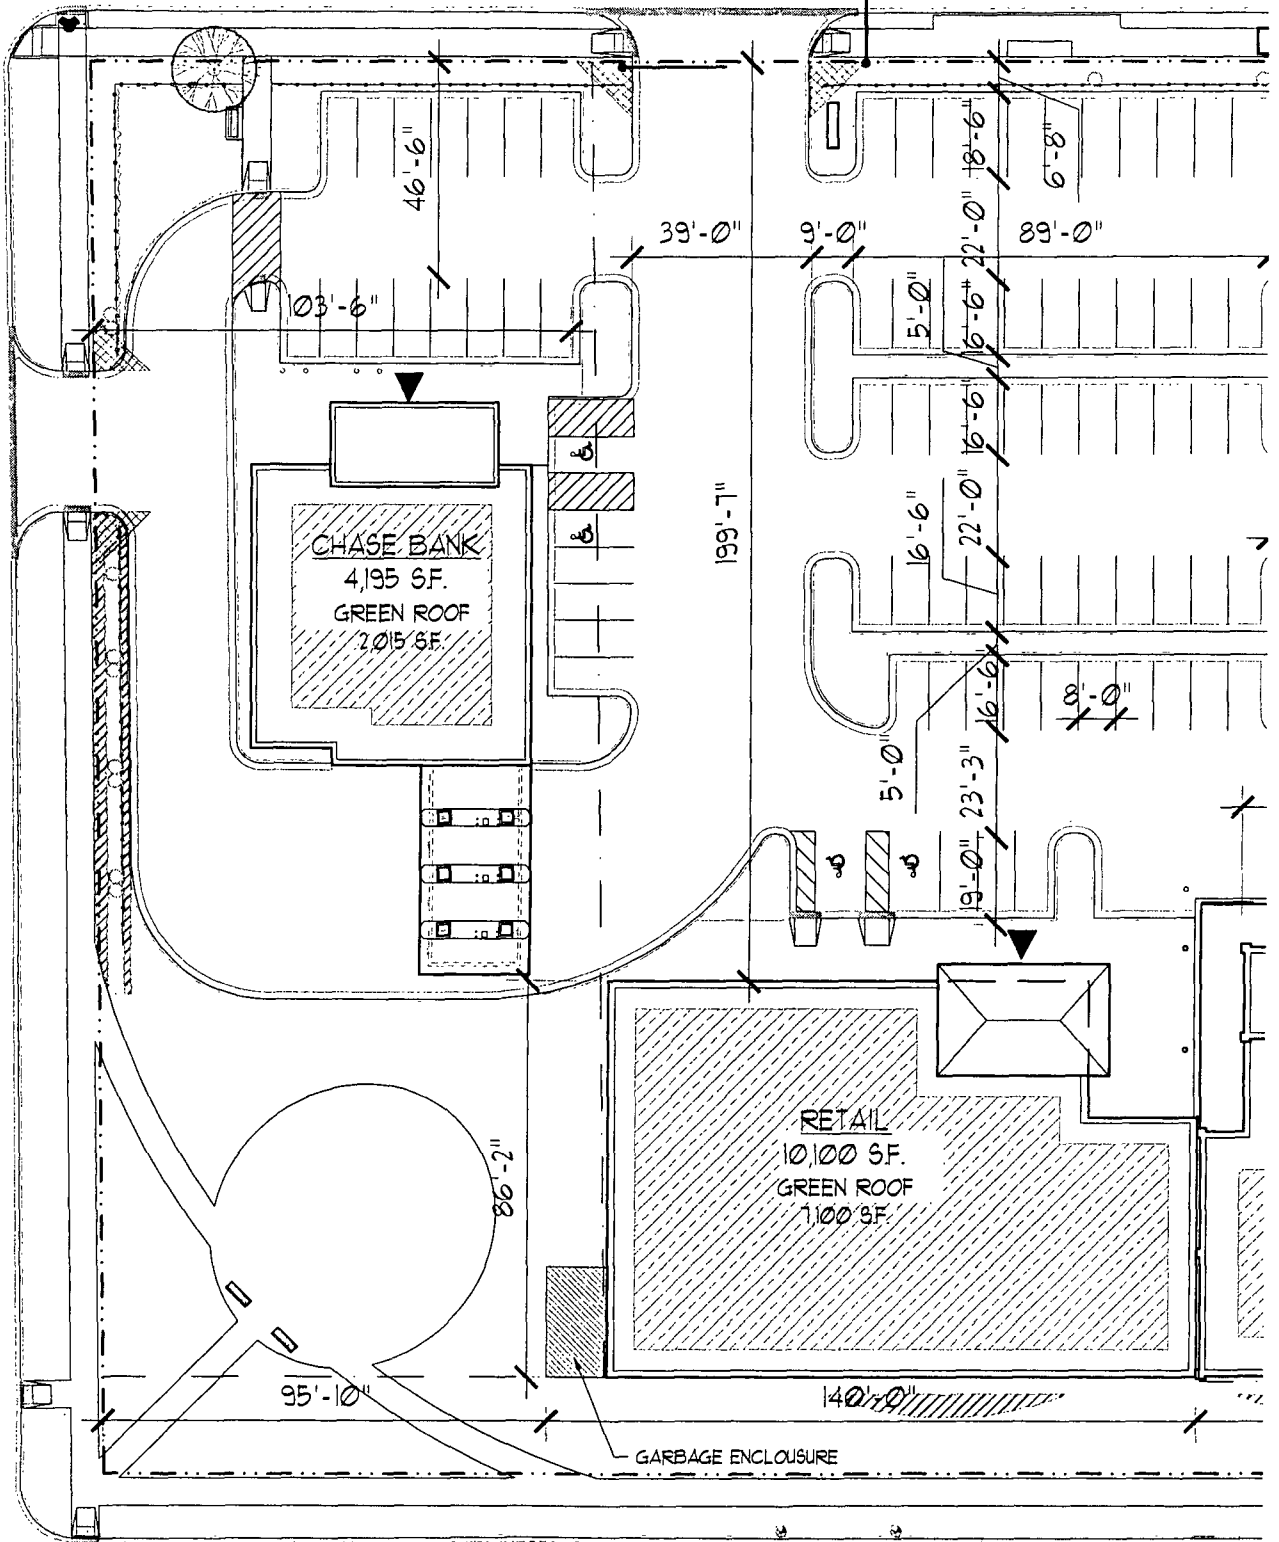 46'-6"
18'-6"
6'-8"
39'-0"
9'-0"
22'-0"
89'-0"
103'-6"
5'-0"
16'-6"
16'-6"
CHASE BANK
4,195 S.F.
GREEN ROOF
2,015 S.F.
199'-7"
16'-6"
22'-0"
16'-6"
8'-0"
5'-0"
23'-3"
19'-0"
RETAIL
10,100 S.F.
GREEN ROOF
7,100 S.F.
86'-2"
95'-10"
140'-0"
GARBAGE ENCLOUSURE